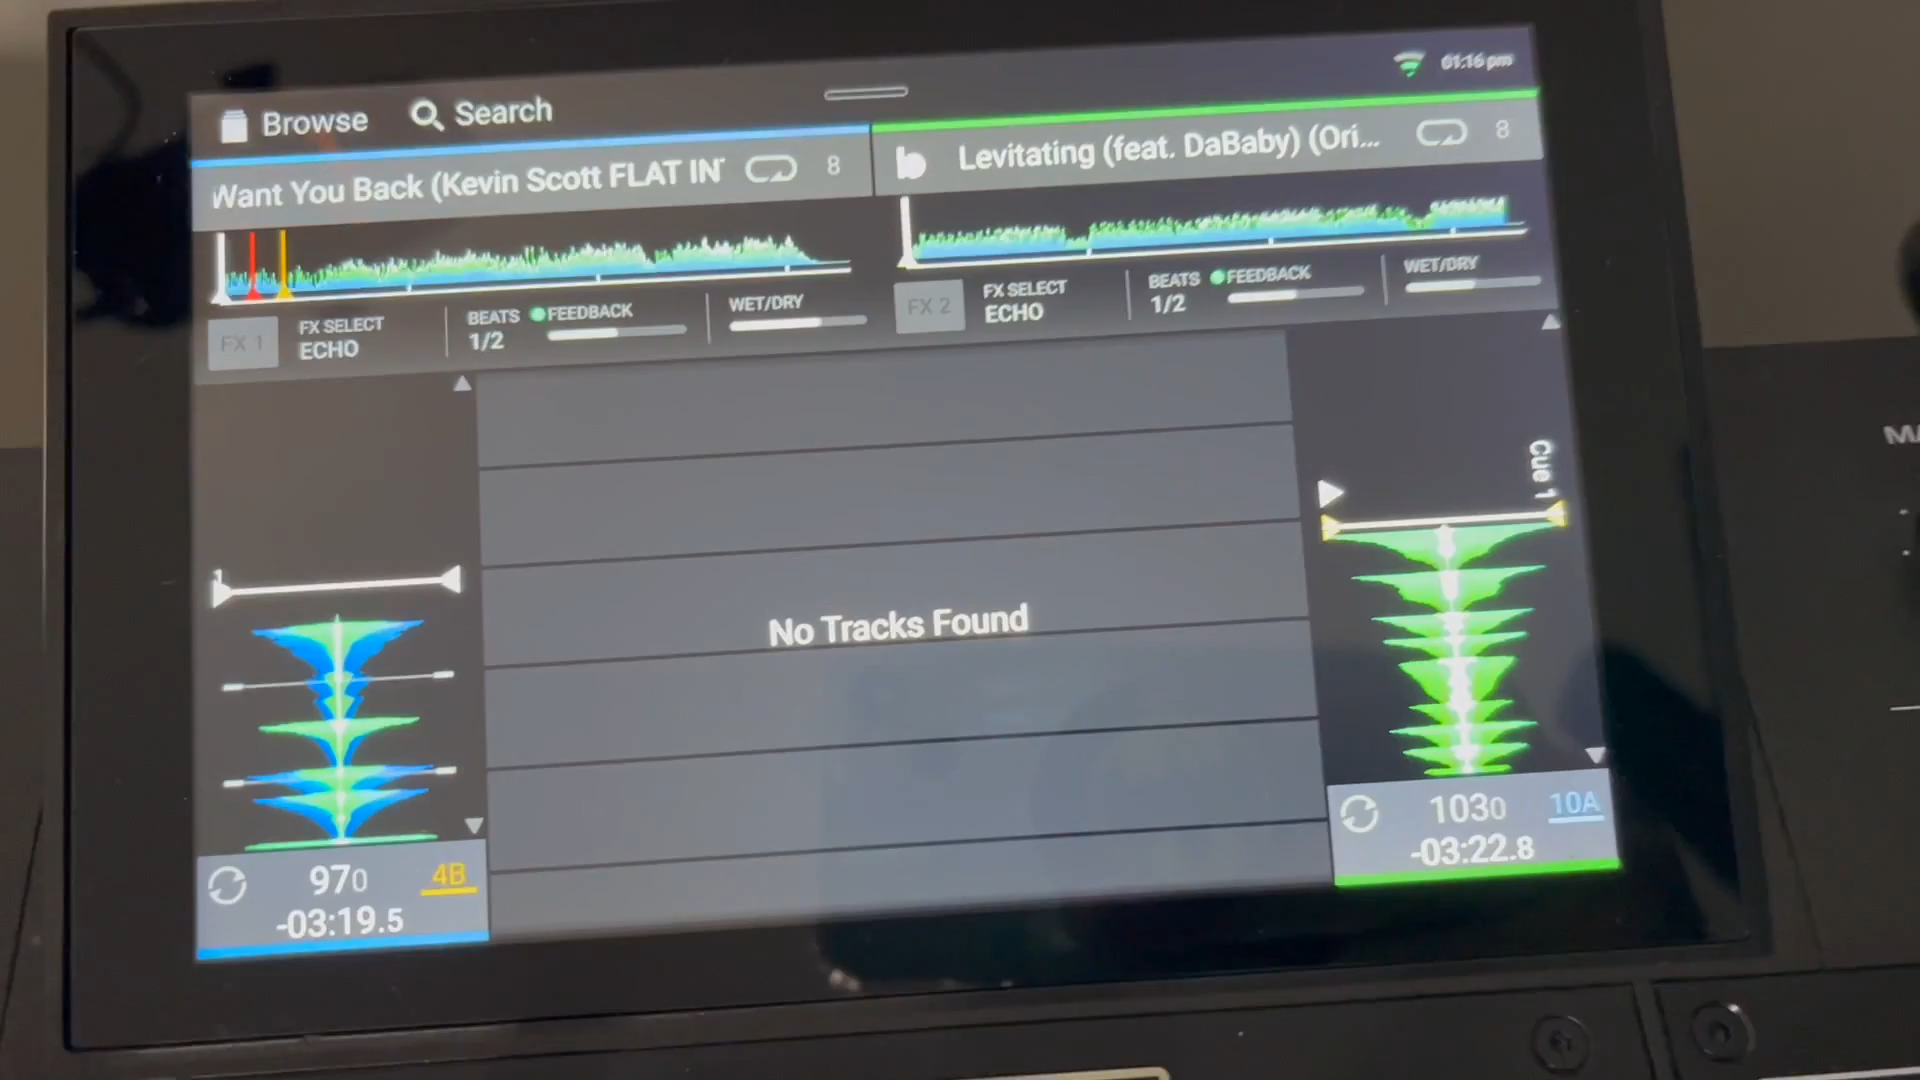 01:16 pm
Browse Search
Want You Back (Kevin Scott FLAT IN 8
Levitating (feat. DaBaby) (Ori... 8
FX 1 FX SELECT ECHO BEATS 1/2 FEEDBACK WET/DRY
FX 2 FX SELECT ECHO BEATS 1/2 FEEDBACK WET/DRY
Cue 1
1
No Tracks Found
970 4B
-03:19.5
1030 10A
-03:22.8